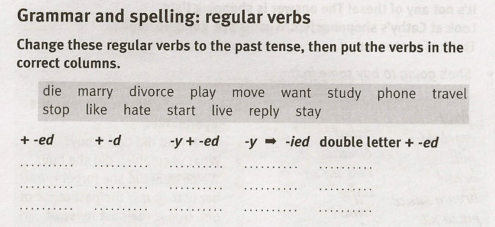 Grammar and spelling: regular verbs
Change these regular verbs to the past tense, then put the verbs in the
correct columns.
die marry divorce play move want study phone travel
stop like hate start live reply stay
+ -ed + -d -y + -ed -y ➡ -ied double letter + -ed